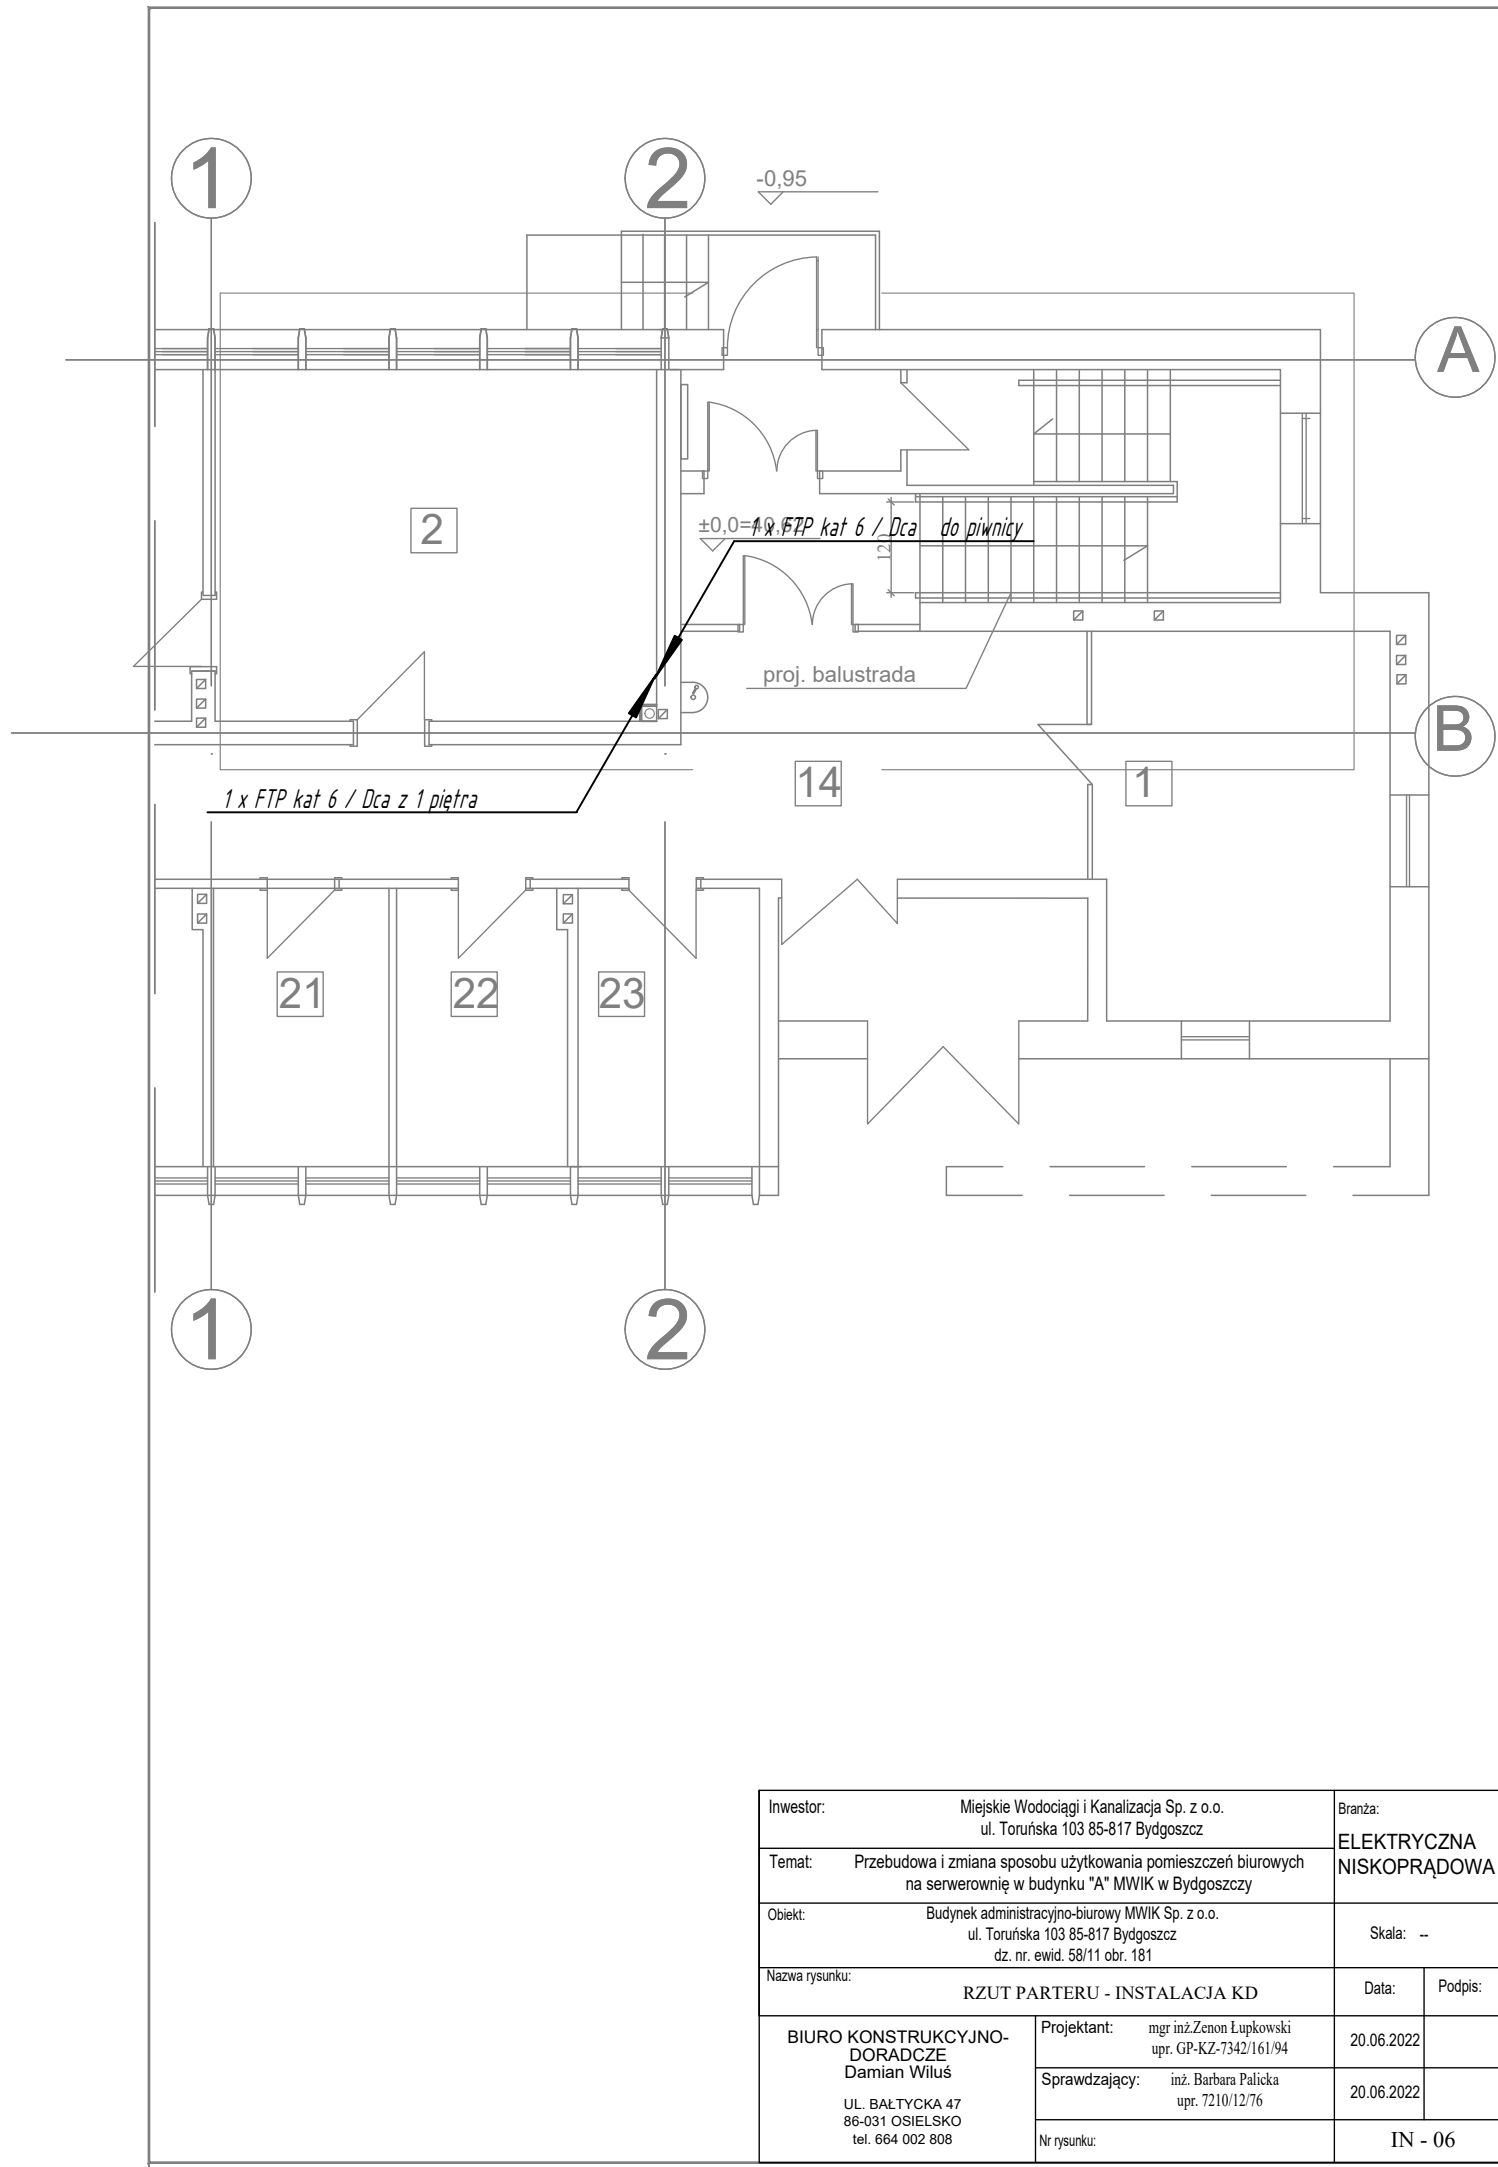 1
2
-0,95
A
2
±0,0=40,62
1 x FTP kat 6 / Dca do piwnicy
120
proj. balustrada
B
14
1
1 x FTP kat 6 / Dca z 1 piętra
21
22
23
1
2
Inwestor:
Miejskie Wodociągi i Kanalizacja Sp. z o.o.
ul. Toruńska 103 85-817 Bydgoszcz
Branża:
ELEKTRYCZNA
NISKOPRĄDOWA
Temat:
Przebudowa i zmiana sposobu użytkowania pomieszczeń biurowych
na serwerownię w budynku "A" MWIK w Bydgoszczy
Obiekt:
Budynek administracyjno-biurowy MWIK Sp. z o.o.
ul. Toruńska 103 85-817 Bydgoszcz
dz. nr. ewid. 58/11 obr. 181
Skala: --
Nazwa rysunku:
RZUT PARTERU - INSTALACJA KD
Data:
Podpis:
BIURO KONSTRUKCYJNO-
DORADCZE
Damian Wiluś
UL. BAŁTYCKA 47
86-031 OSIELSKO
tel. 664 002 808
Projektant:
mgr inż.Zenon Łupkowski
upr. GP-KZ-7342/161/94
20.06.2022
Sprawdzający:
inż. Barbara Palicka
upr. 7210/12/76
20.06.2022
Nr rysunku:
IN - 06